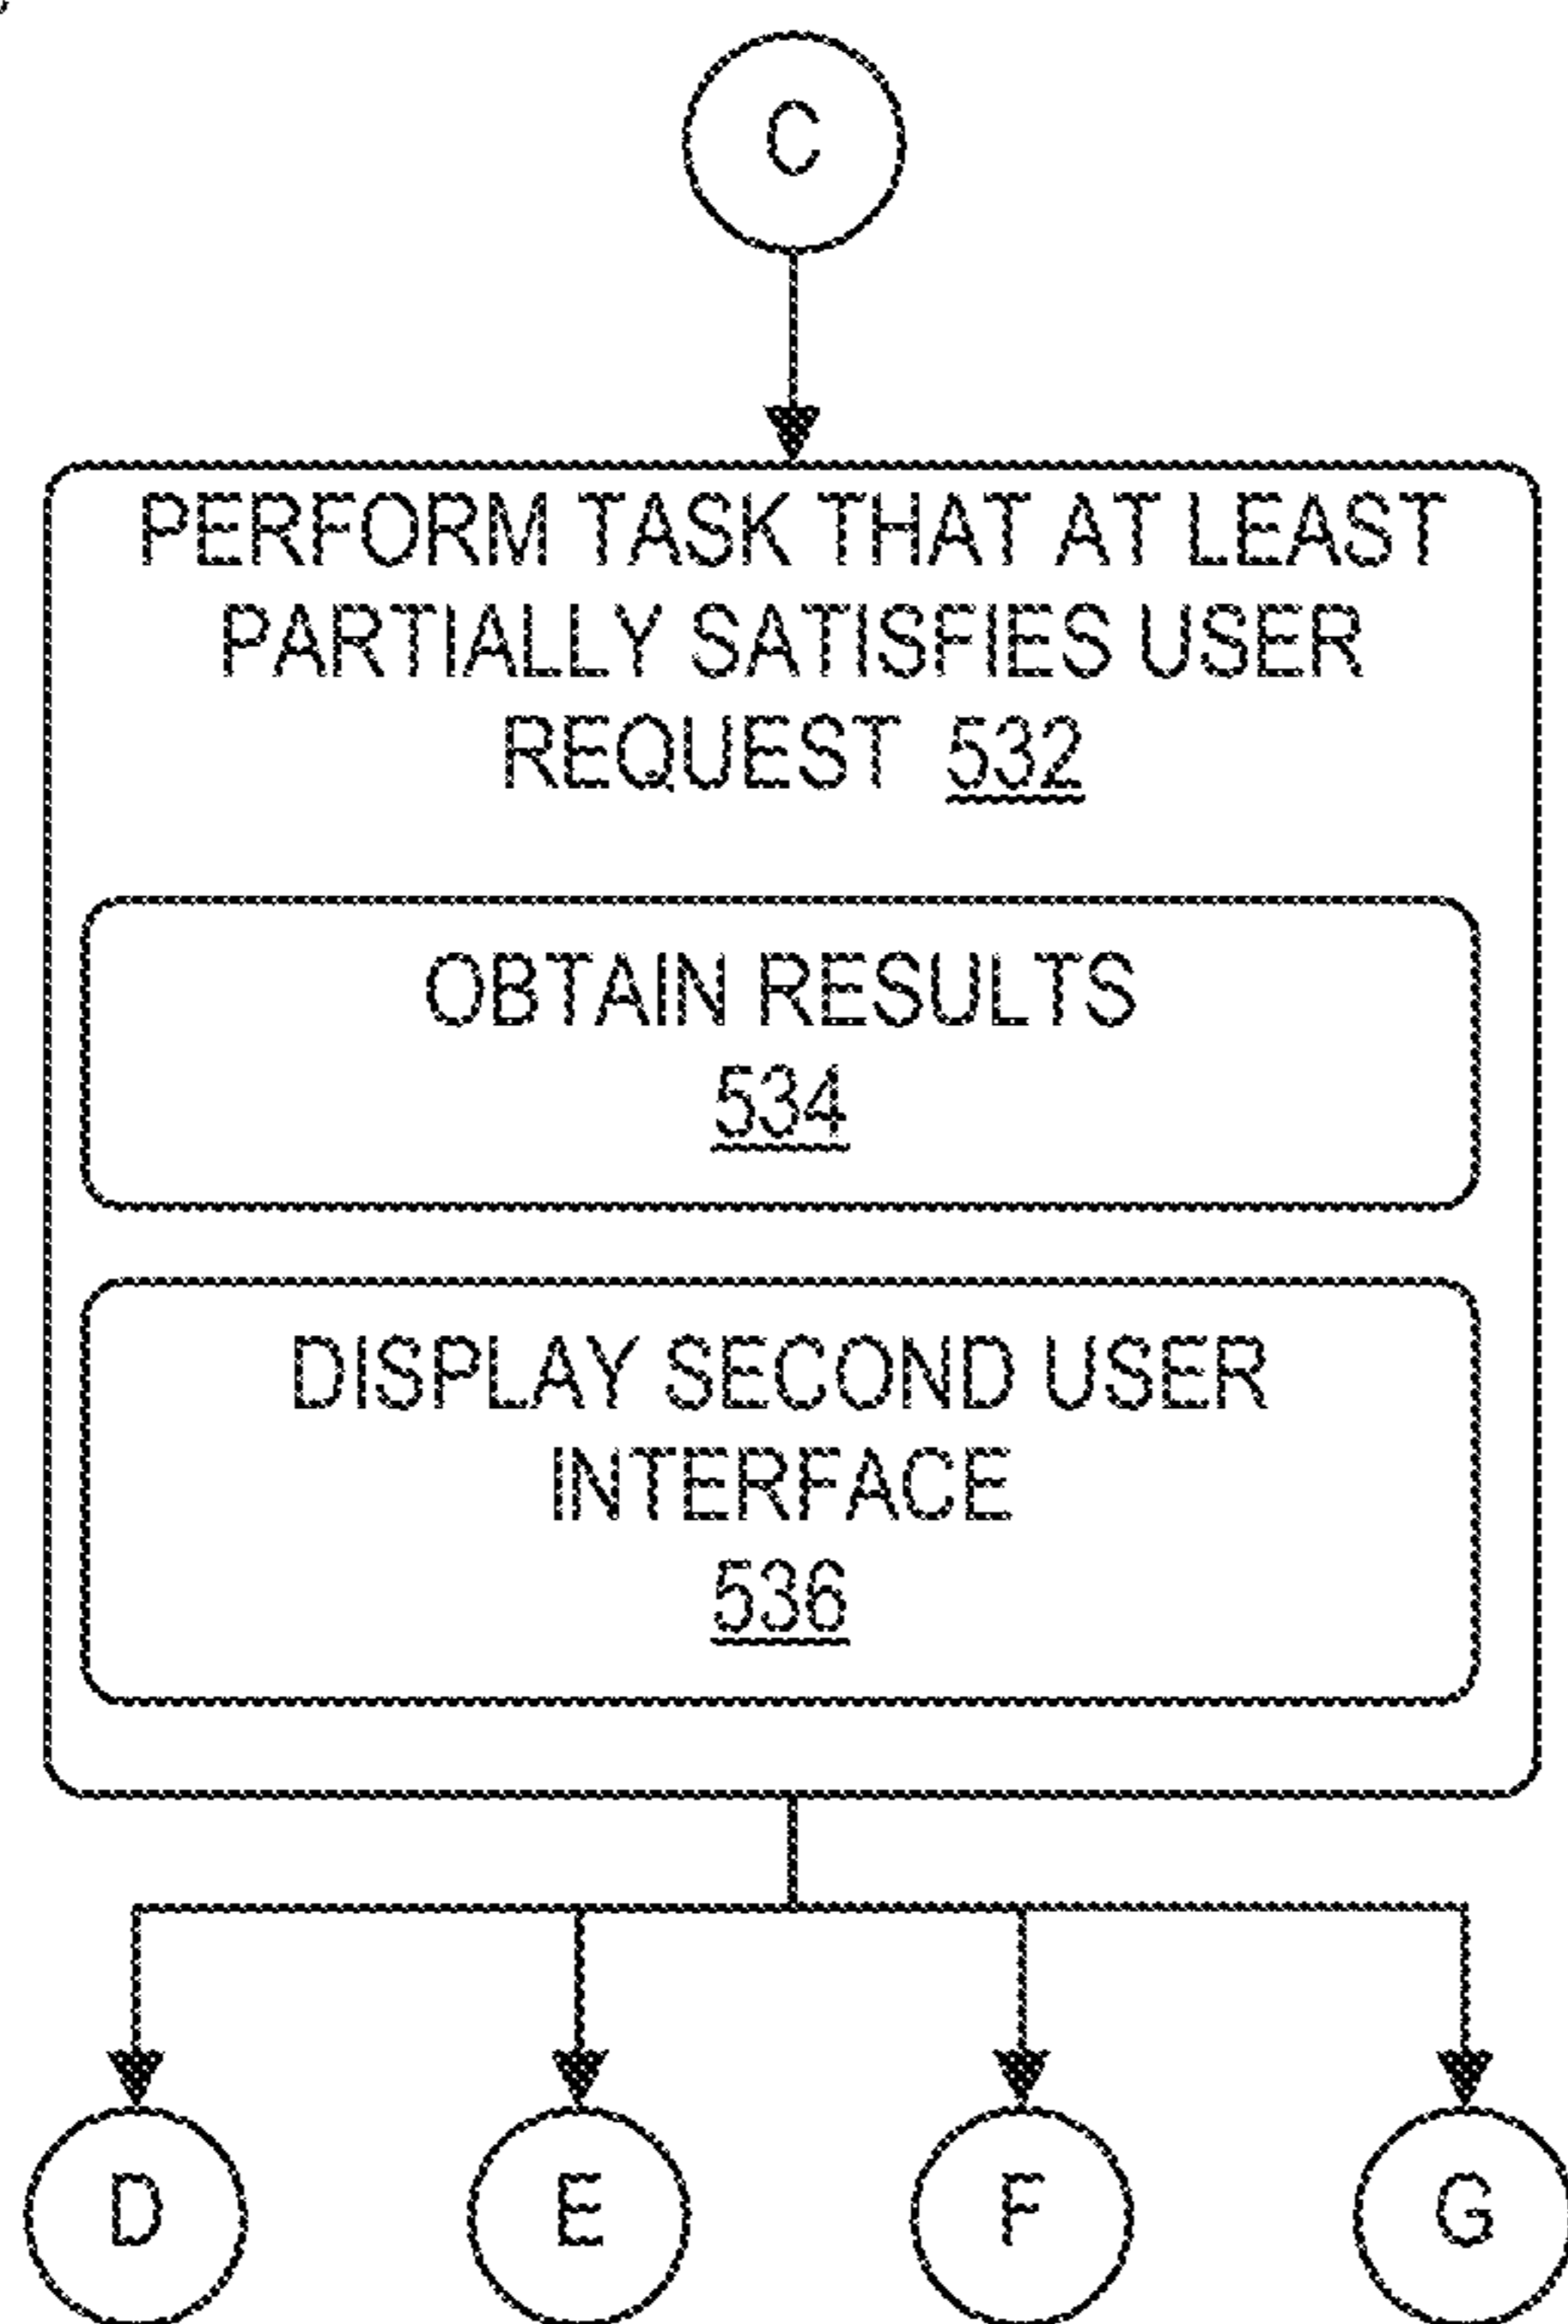 C
PERFORM TASK THAT AT LEAST
PARTIALLY SATISFIES USER
REQUEST 532
OBTAIN RESULTS
534
DISPLAY SECOND USER
INTERFACE
536
D E F G